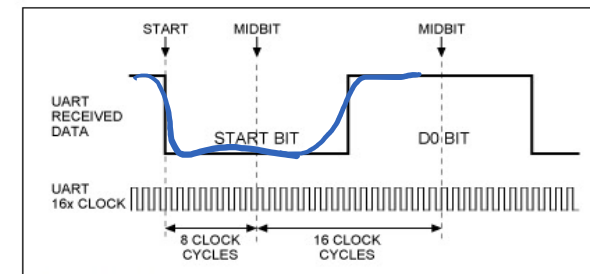 START MIDBIT MIDBIT
UART
RECEIVED
DATA
START BIT D0 BIT
UART
16x CLOCK
8 CLOCK
CYCLES
16 CLOCK
CYCLES